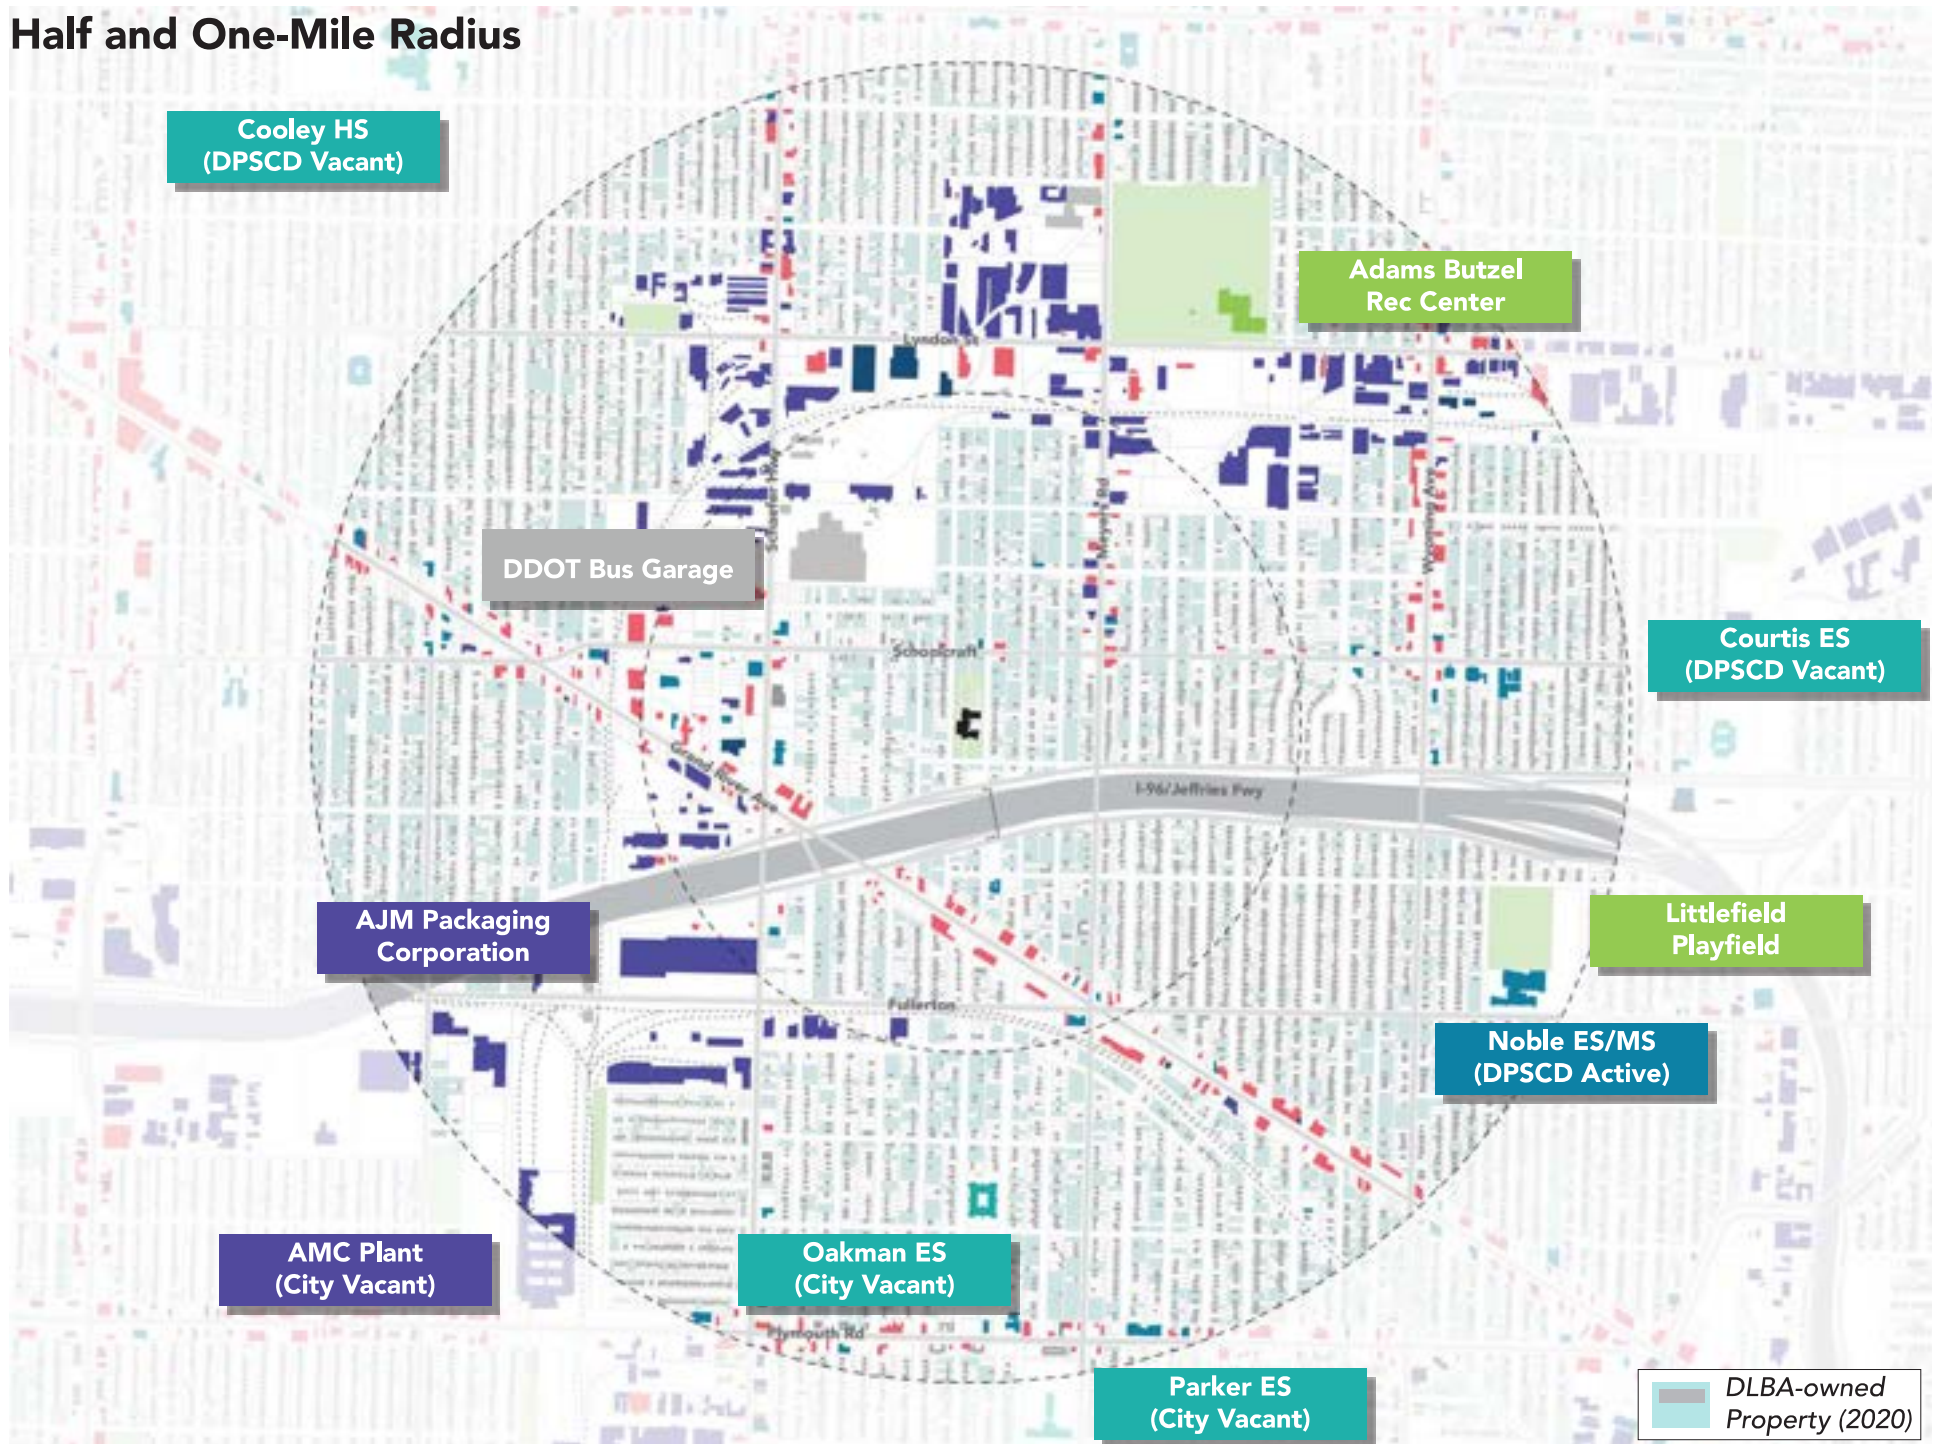 Half and One-Mile Radius
Cooley HS
(DPSCD Vacant)
Adams Butzel
Rec Center
Lyndon St
Schaefer Hwy
Meyers Rd
Wyoming Ave
DDOT Bus Garage
Schoolcraft
Courtis ES
(DPSCD Vacant)
Grand River Ave
I-96/Jeffries Fwy
AJM Packaging
Corporation
Littlefield
Playfield
Fullerton
Noble ES/MS
(DPSCD Active)
AMC Plant
(City Vacant)
Oakman ES
(City Vacant)
Plymouth Rd
Parker ES
(City Vacant)
DLBA-owned
Property (2020)